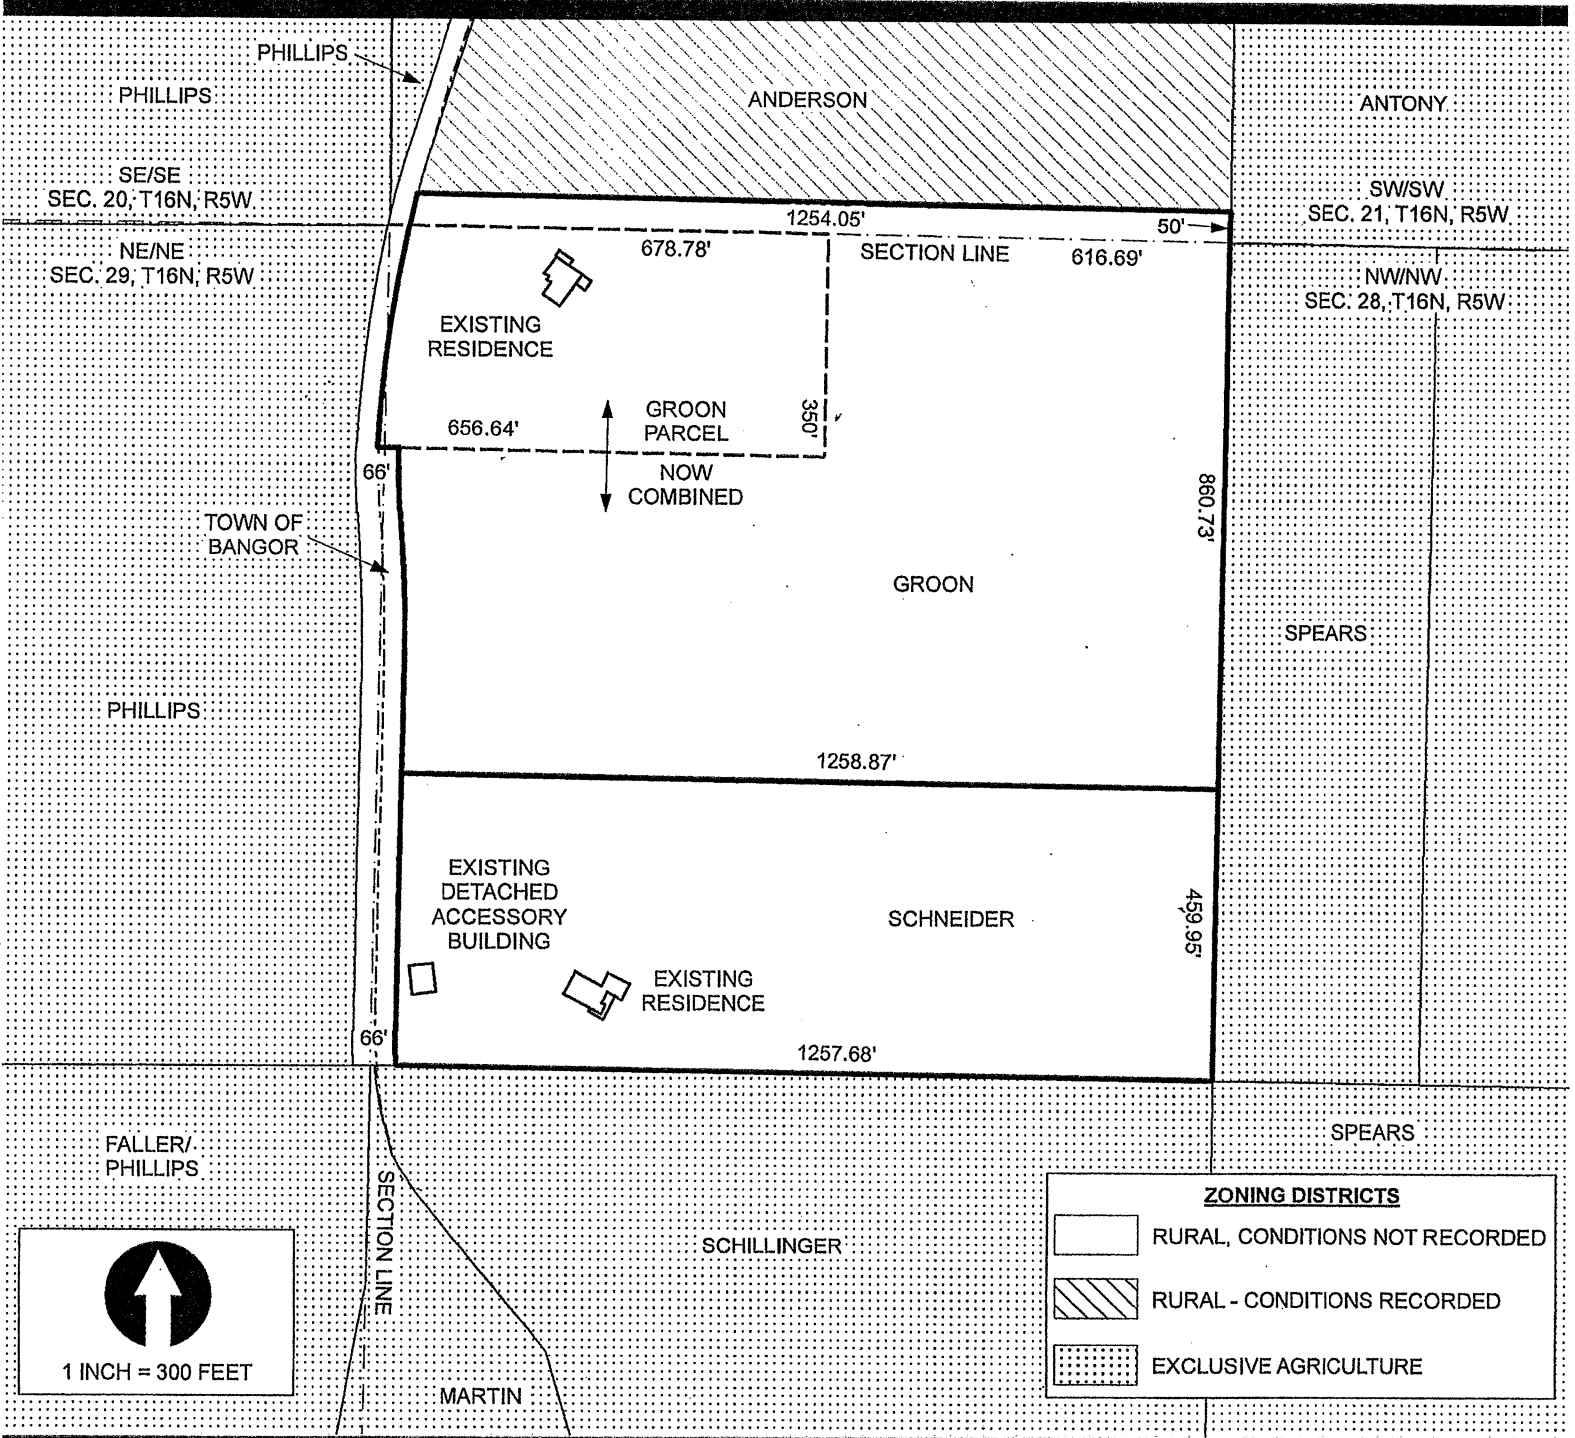 PHILLIPS
PHILLIPS
ANDERSON
ANTONY
SE/SE
SEC. 20, T16N, R5W
SW/SW
SEC. 21, T16N, R5W
1254.05'
50'
NE/NE
SEC. 29, T16N, R5W
678.78'
SECTION LINE
616.69'
NW/NW
SEC. 28, T16N, R5W
EXISTING
RESIDENCE
656.64'
GROON
PARCEL
350'
66'
NOW
COMBINED
860.73'
TOWN OF
BANGOR
GROON
SPEARS
PHILLIPS
1258.87'
EXISTING
DETACHED
ACCESSORY
BUILDING
SCHNEIDER
459.95'
EXISTING
RESIDENCE
66'
1257.68'
FALLER/
PHILLIPS
SPEARS
SECTION LINE
SCHILLINGER
MARTIN
1 INCH = 300 FEET
ZONING DISTRICTS
RURAL, CONDITIONS NOT RECORDED
RURAL - CONDITIONS RECORDED
EXCLUSIVE AGRICULTURE